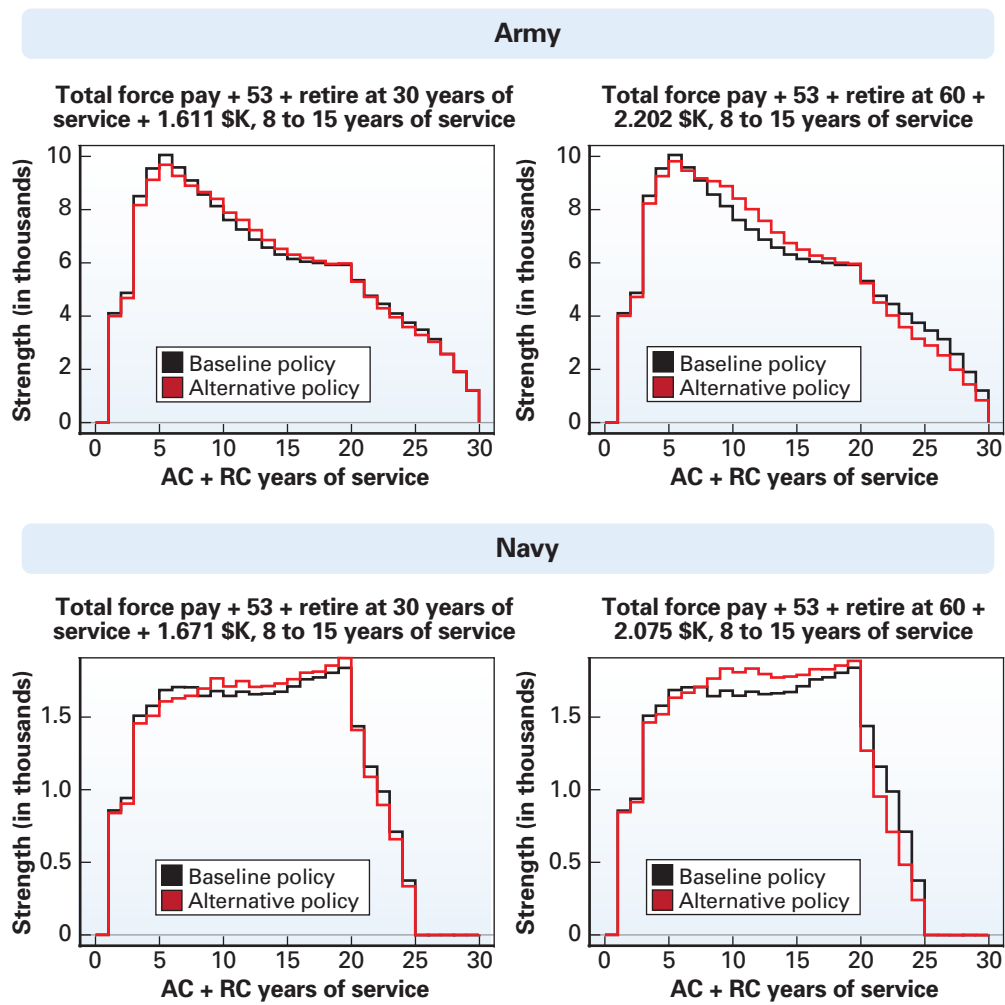 Army
Total force pay + 53 + retire at 30 years of
service + 1.611 $K, 8 to 15 years of service
Strength (in thousands)
10
8
6
4
2
0
Baseline policy
Alternative policy
0 5 10 15 20 25 30
AC + RC years of service
Total force pay + 53 + retire at 60 +
2.202 $K, 8 to 15 years of service
Strength (in thousands)
10
8
6
4
2
0
Baseline policy
Alternative policy
0 5 10 15 20 25 30
AC + RC years of service
Navy
Total force pay + 53 + retire at 30 years of
service + 1.671 $K, 8 to 15 years of service
Strength (in thousands)
1.5
1.0
0.5
0
Baseline policy
Alternative policy
0 5 10 15 20 25 30
AC + RC years of service
Total force pay + 53 + retire at 60 +
2.075 $K, 8 to 15 years of service
Strength (in thousands)
1.5
1.0
0.5
0
Baseline policy
Alternative policy
0 5 10 15 20 25 30
AC + RC years of service